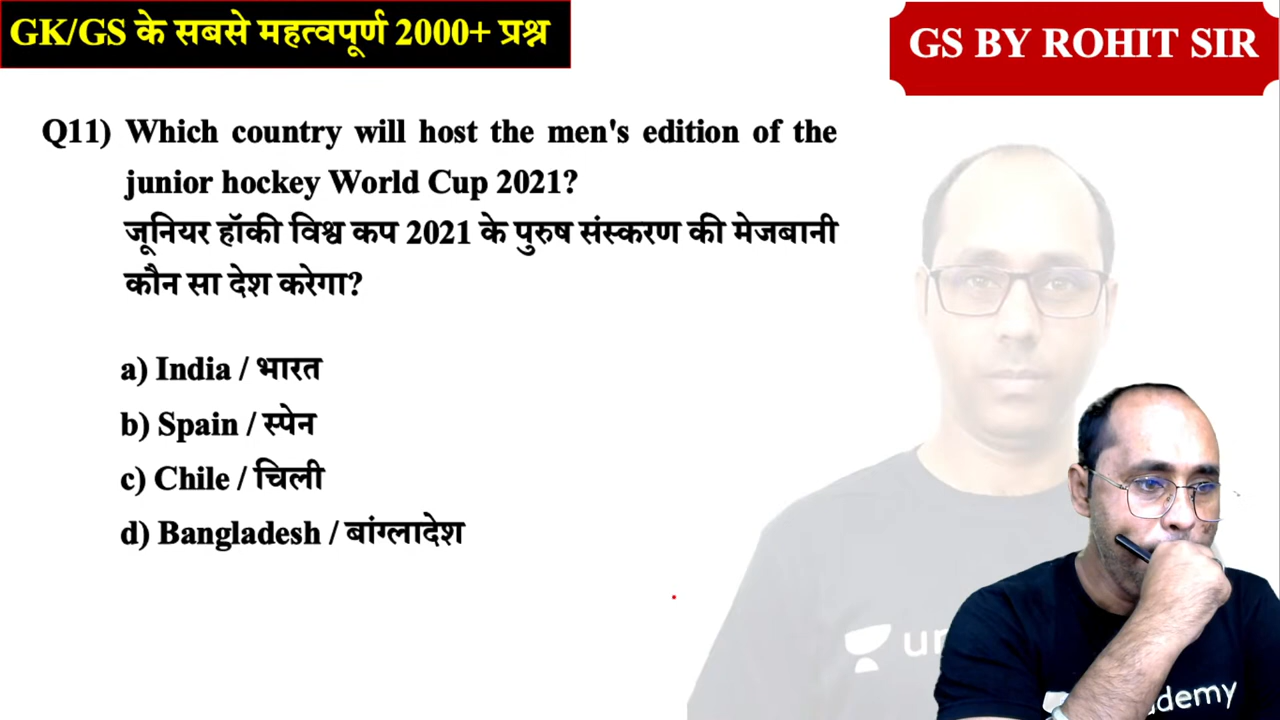 GK/GS के सबसे महत्वपूर्ण 2000+ प्रश्न
GS BY ROHIT SIR
Q11) Which country will host the men's edition of the
junior hockey World Cup 2021?
जूनियर हॉकी विश्व कप 2021 के पुरुष संस्करण की मेजबानी
कौन सा देश करेगा?
a) India / भारत
b) Spain / स्पेन
c) Chile / चिली
d) Bangladesh / बांग्लादेश